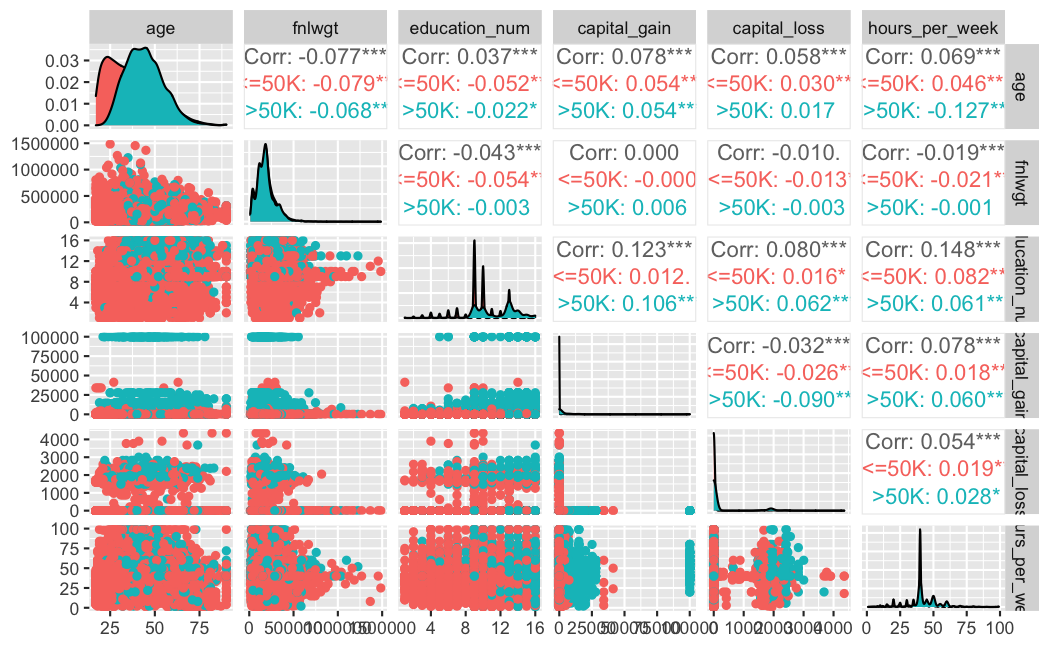 age fnlwgt education_num capital_gain capital_loss hours_per_week
0.03 Corr: -0.077*** Corr: 0.037*** Corr: 0.078*** Corr: 0.058*** Corr: 0.069***
0.02 <=50K: -0.079* <=50K: -0.052* <=50K: 0.054** <=50K: 0.030** <=50K: 0.046** age
0.01 >50K: -0.068** >50K: -0.022* >50K: 0.054** >50K: 0.017 >50K: -0.127**
0.00
1500000 Corr: -0.043*** Corr: 0.000 Corr: -0.010. Corr: -0.019***
1000000 <=50K: -0.054* <=50K: -0.000 <=50K: -0.013 <=50K: -0.021** fnlwgt
500000 >50K: -0.003 >50K: 0.006 >50K: -0.003 >50K: -0.001
0
16 Corr: 0.123*** Corr: 0.080*** Corr: 0.148***
12 <=50K: 0.012. <=50K: 0.016* <=50K: 0.082** lucation_nu
8 >50K: 0.106** >50K: 0.062** >50K: 0.061**
4
100000 Corr: -0.032*** Corr: 0.078***
75000 <=50K: -0.026* <=50K: 0.018** capital_gain
50000 >50K: -0.090** >50K: 0.060**
25000
0
4000 Corr: 0.054***
3000 <=50K: 0.019* capital_loss
2000 >50K: 0.028*
1000
0
100
75 urs_per_we
50
25
0
25 50 75 0 500000 1000000 1500000 4 8 12 16 0 25000 50000 75000 100000 0 1000 2000 3000 4000 0 25 50 75 100